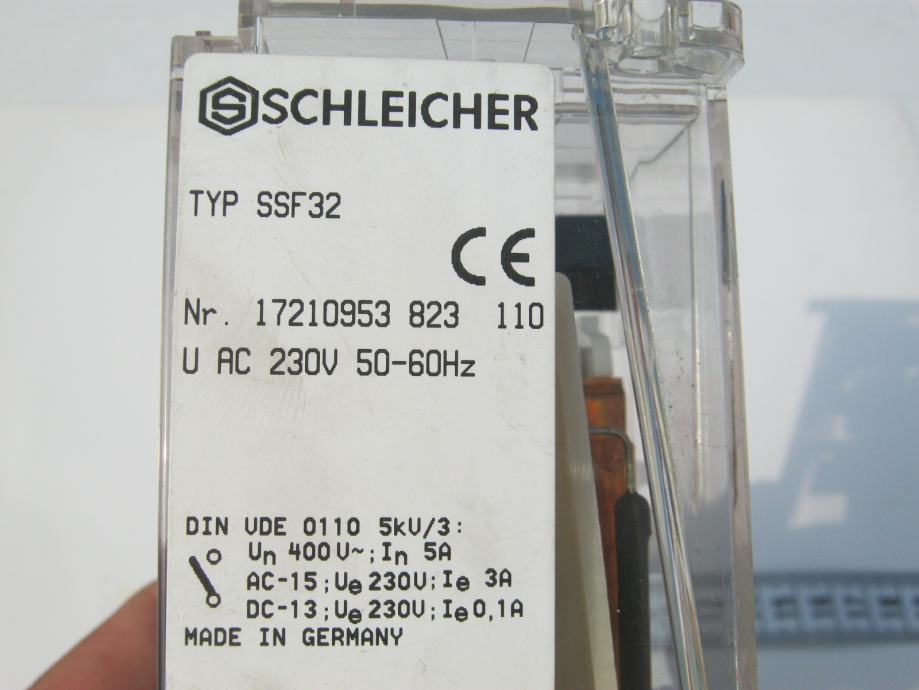 SCHLEICHER
TYP SSF32
CE
Nr. 17210953 823 110
U AC 230V 50-60Hz
DIN VDE 0110 5kV/3:
Un 400V~; In 5A
AC-15; Ue 230V; Ie 3A
DC-13; Ue 230V; Ie 0,1A
MADE IN GERMANY